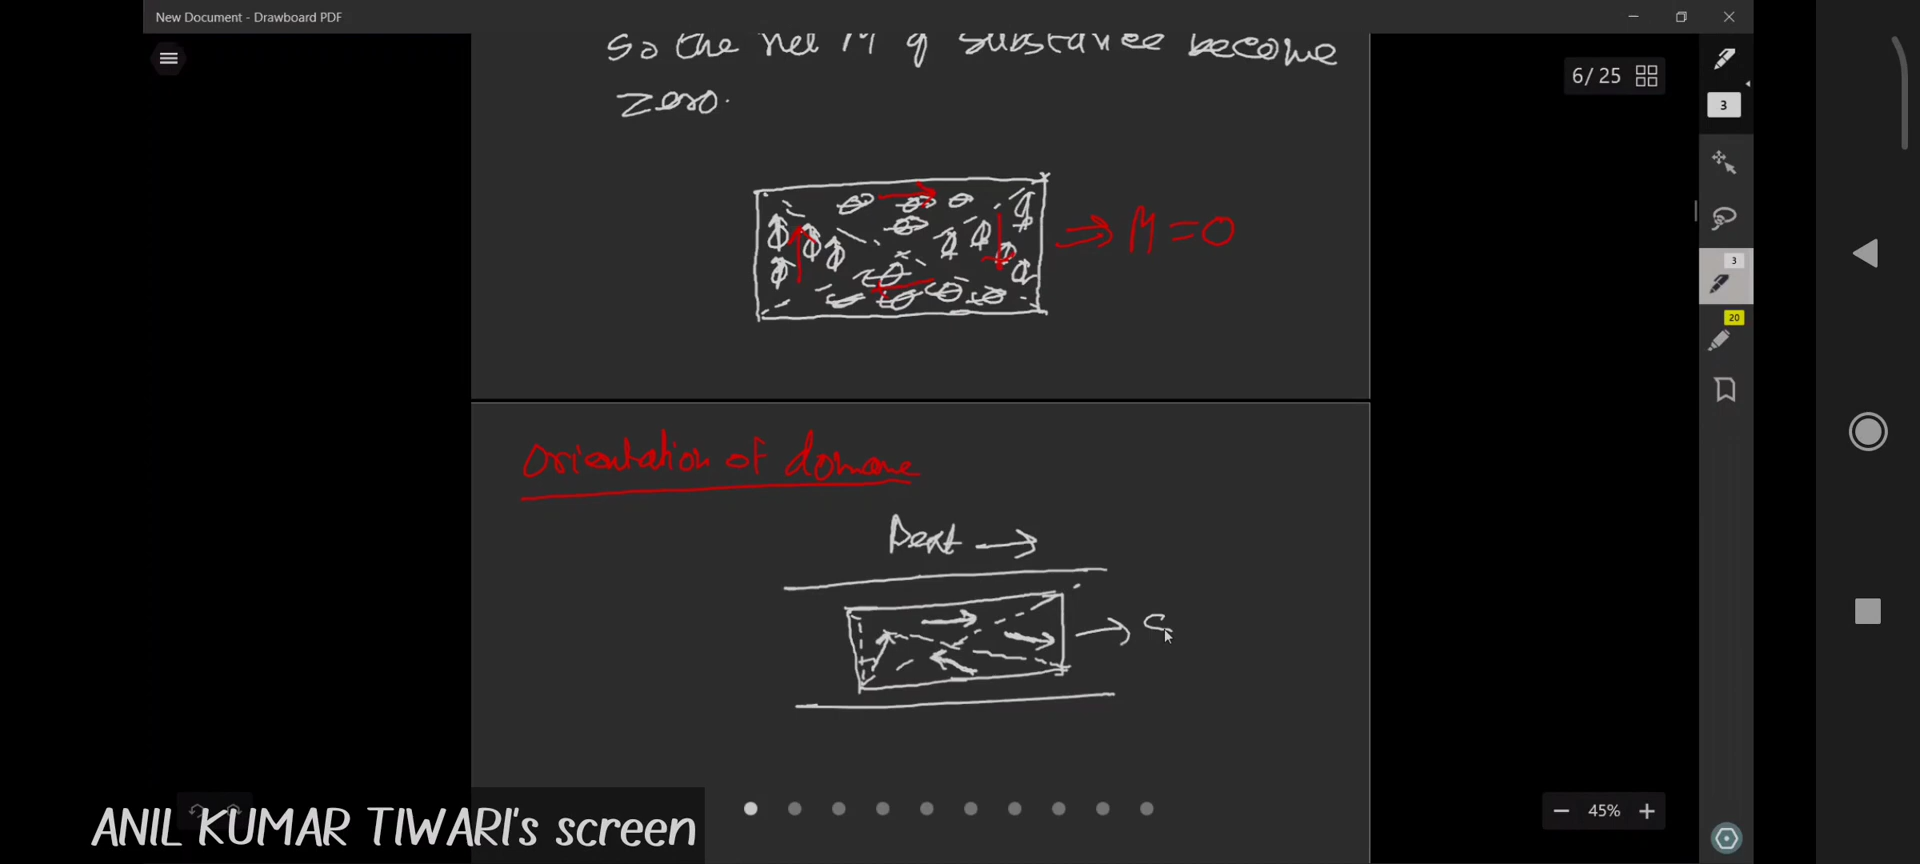 New Document - Drawboard PDF
So the net M of substance become
zero.
6/ 25
3
3
20
→ M = 0
Orientation of domane
Bext →
45%
ANIL KUMAR TIWARI's screen